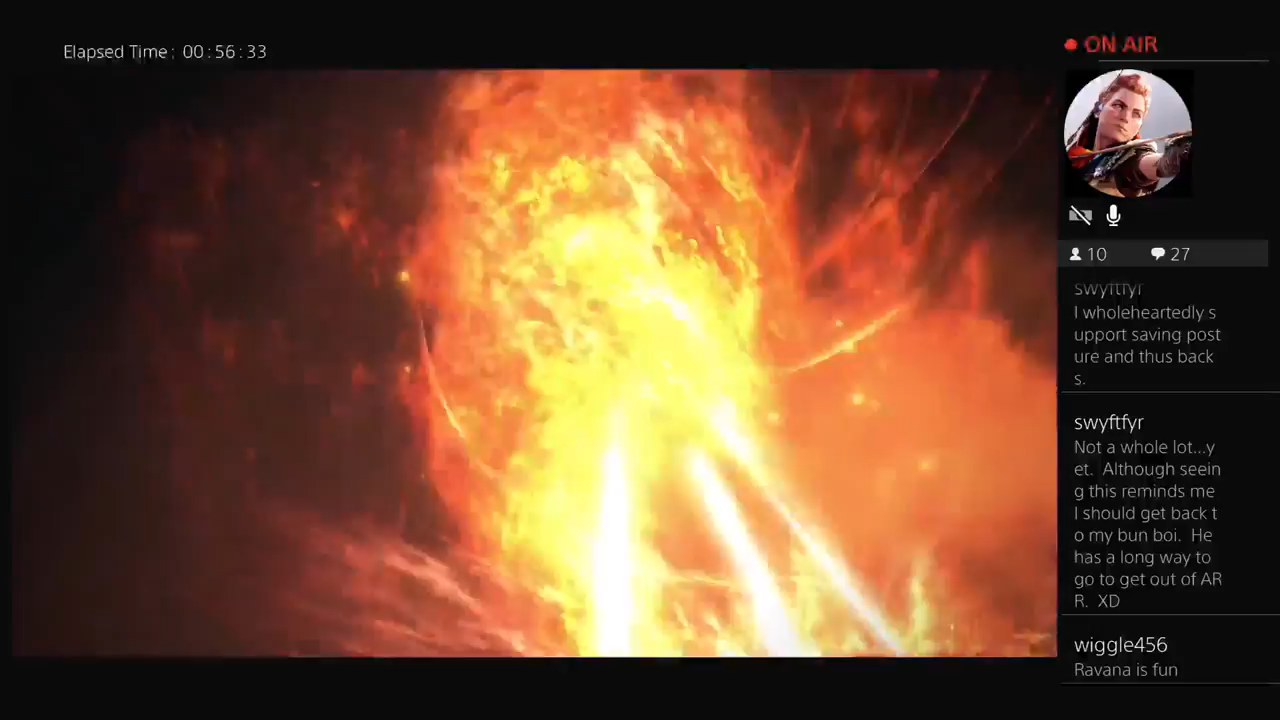 Elapsed Time: 00:56:33
ON AIR
10 27
swyftfyr
I wholeheartedly s
upport saving post
ure and thus back
s.
swyftfyr
Not a whole lot...y
et. Although seein
g this reminds me
I should get back t
o my bun boi. He
has a long way to
go to get out of AR
R. XD
wiggle456
Ravana is fun